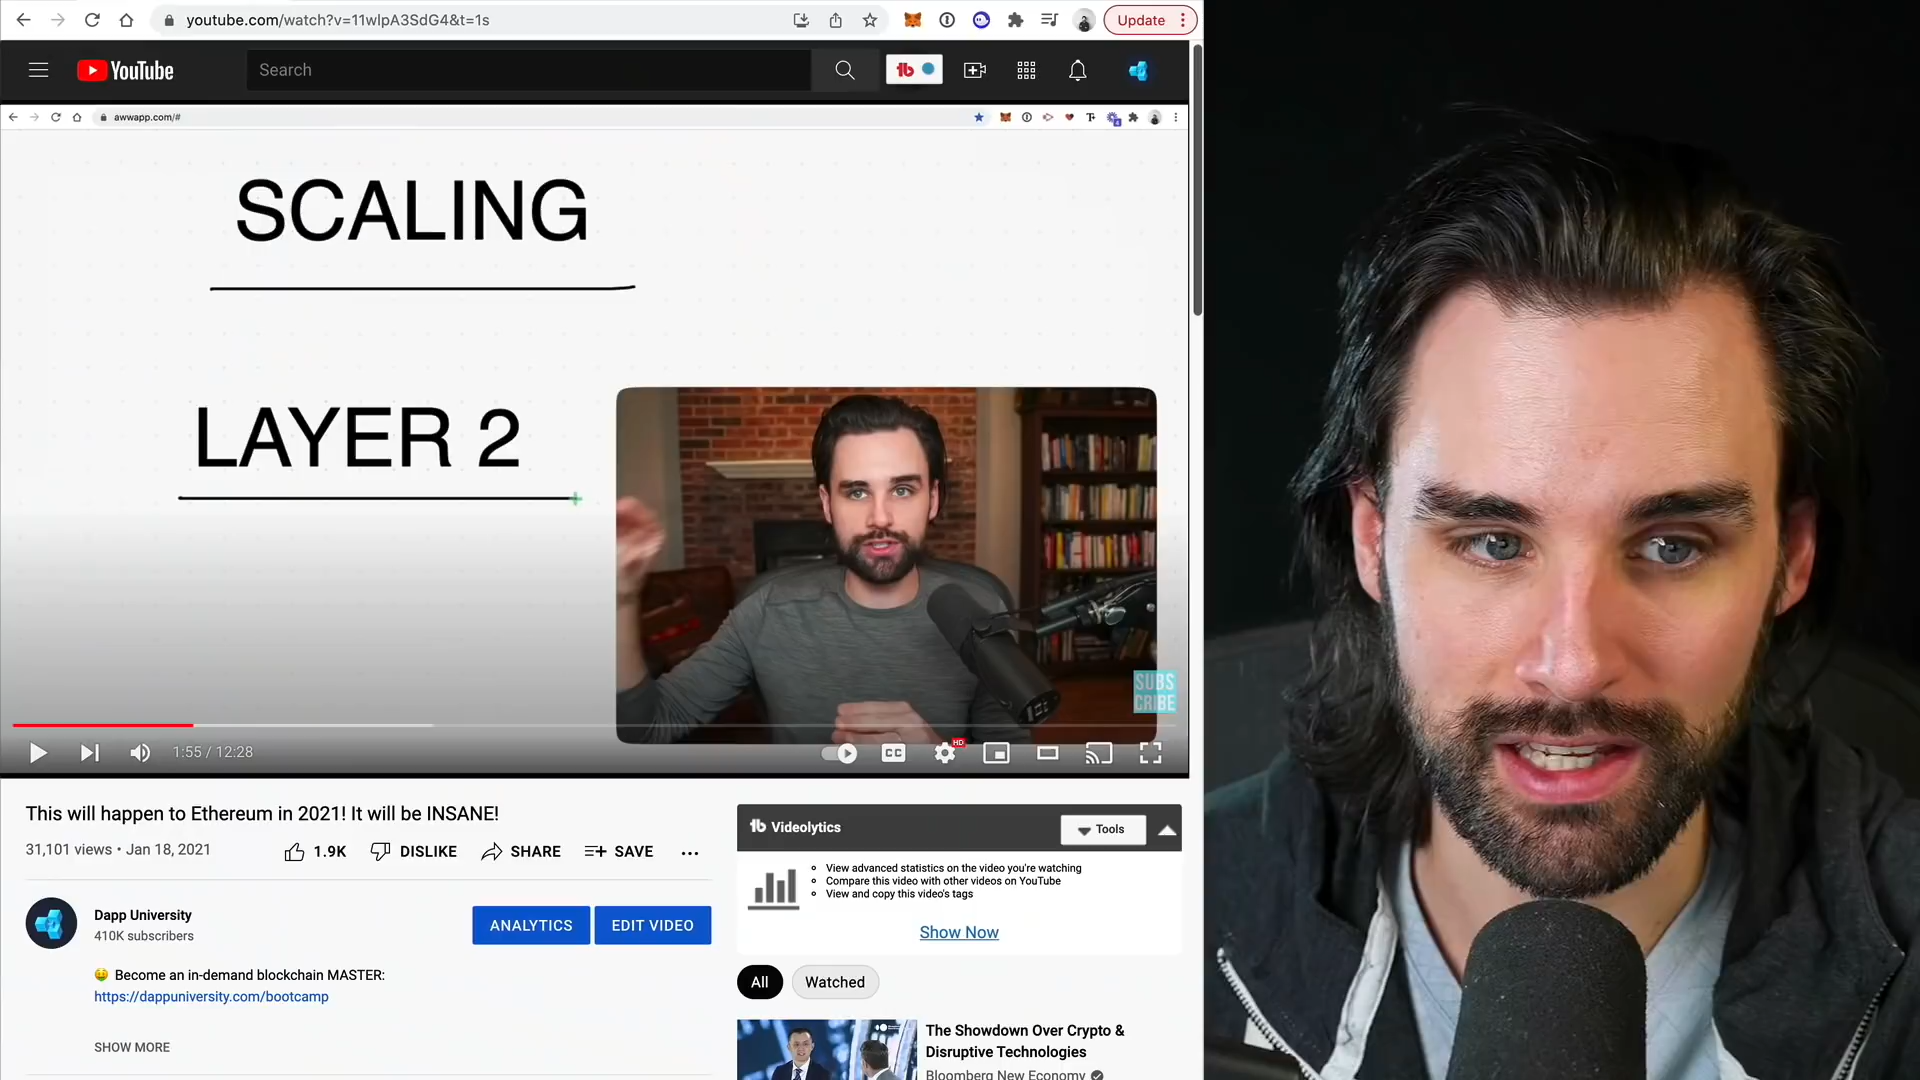 youtube.com/watch?v=11wlpA3SdG4&t=1s
Update
YouTube
Search
awwapp.com/#
SCALING
LAYER 2
SUBS
CRIBE
1:55 / 12:28
CC
HD
This will happen to Ethereum in 2021! It will be INSANE!
31,101 views • Jan 18, 2021
1.9K
DISLIKE
SHARE
SAVE
Dapp University
410K subscribers
ANALYTICS
EDIT VIDEO
Become an in-demand blockchain MASTER:
https://dappuniversity.com/bootcamp
SHOW MORE
Videolytics
Tools
View advanced statistics on the video you're watching
Compare this video with other videos on YouTube
View and copy this video's tags
Show Now
All
Watched
The Showdown Over Crypto &
Disruptive Technologies
Bloomberg New Economy